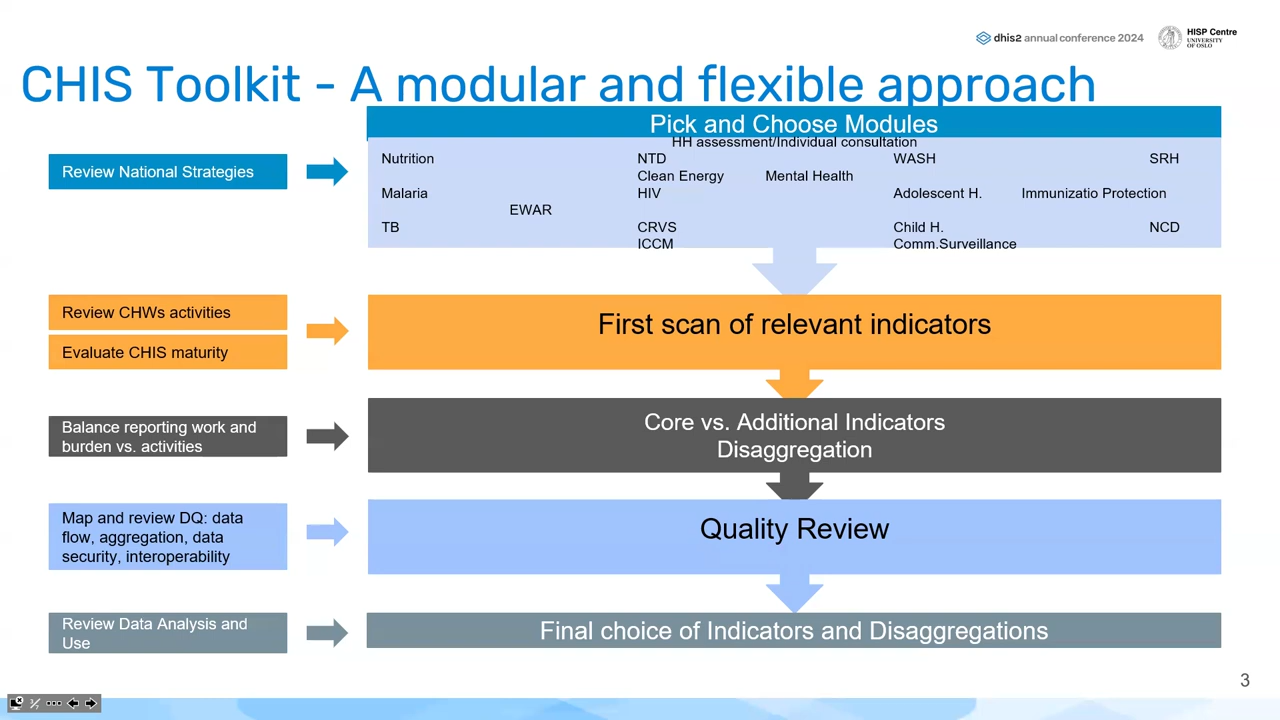 dhis2 annual conference 2024
HISP Centre
UNIVERSITY
OF OSLO
CHIS Toolkit - A modular and flexible approach
Pick and Choose Modules
HH assessment/Individual consultation
Review National Strategies
Nutrition NTD WASH SRH
Clean Energy Mental Health
Malaria HIV Adolescent H. Immunizatio Protection
EWAR
TB CRVS Child H. NCD
ICCM Comm.Surveillance
Review CHWs activities
Evaluate CHIS maturity
First scan of relevant indicators
Balance reporting work and
burden vs. activities
Core vs. Additional Indicators
Disaggregation
Map and review DQ: data
flow, aggregation, data
security, interoperability
Quality Review
Review Data Analysis and
Use
Final choice of Indicators and Disaggregations
3